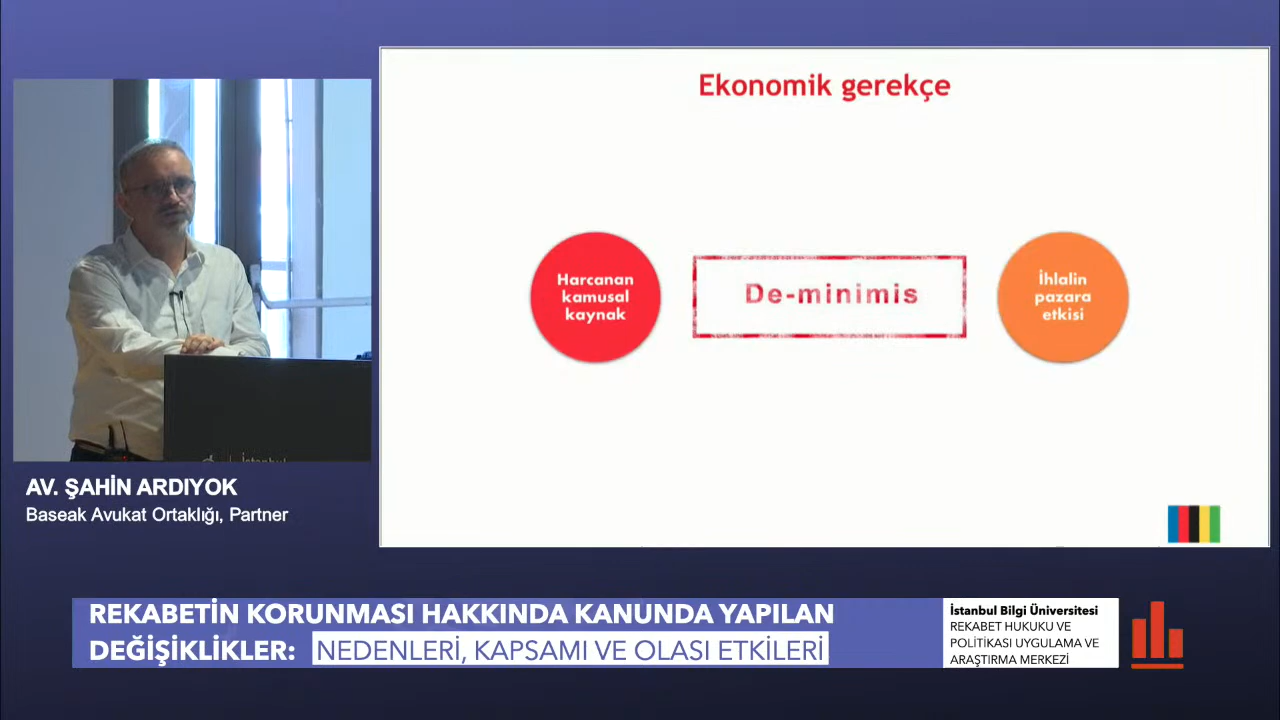 Ekonomik gerekçe
Harcanan
kamusal
kaynak
De-minimis
İhlalin
pazara
etkisi
İstanbul
AV. ŞAHİN ARDIYOK
Baseak Avukat Ortaklığı, Partner
REKABETİN KORUNMASI HAKKINDA KANUNDA YAPILAN
DEĞİŞİKLİKLER: NEDENLERİ, KAPSAMI VE OLASI ETKİLERİ
İstanbul Bilgi Üniversitesi
REKABET HUKUKU VE
POLİTİKASI UYGULAMA VE
ARAŞTIRMA MERKEZİ